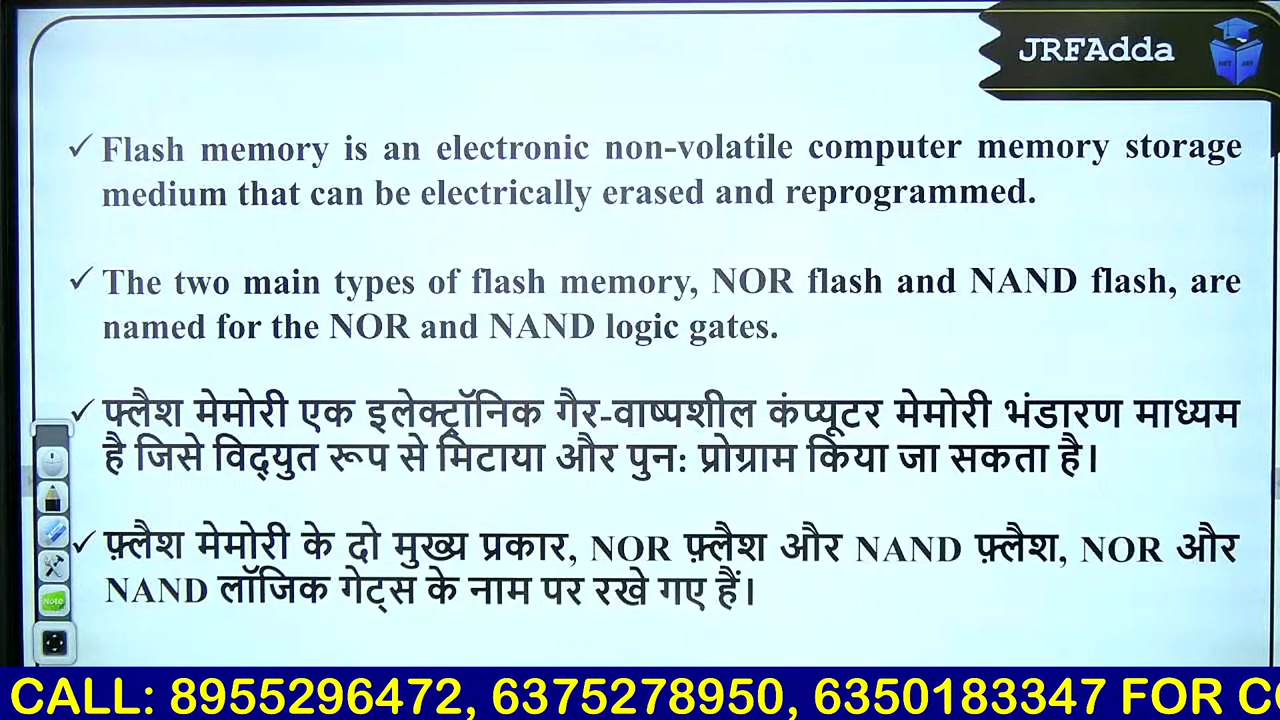 JRFAdda
✓ Flash memory is an electronic non-volatile computer memory storage
medium that can be electrically erased and reprogrammed.
✓ The two main types of flash memory, NOR flash and NAND flash, are
named for the NOR and NAND logic gates.
✓ फ्लैश मेमोरी एक इलेक्ट्रॉनिक गैर-वाष्पशील कंप्यूटर मेमोरी भंडारण माध्यम
है जिसे विद्युत रूप से मिटाया और पुन: प्रोग्राम किया जा सकता है।
✓ फ़्लैश मेमोरी के दो मुख्य प्रकार, NOR फ़्लैश और NAND फ़्लैश, NOR और
NAND लॉजिक गेट्स के नाम पर रखे गए हैं।
Note
CALL: 8955296472, 6375278950, 6350183347 FOR